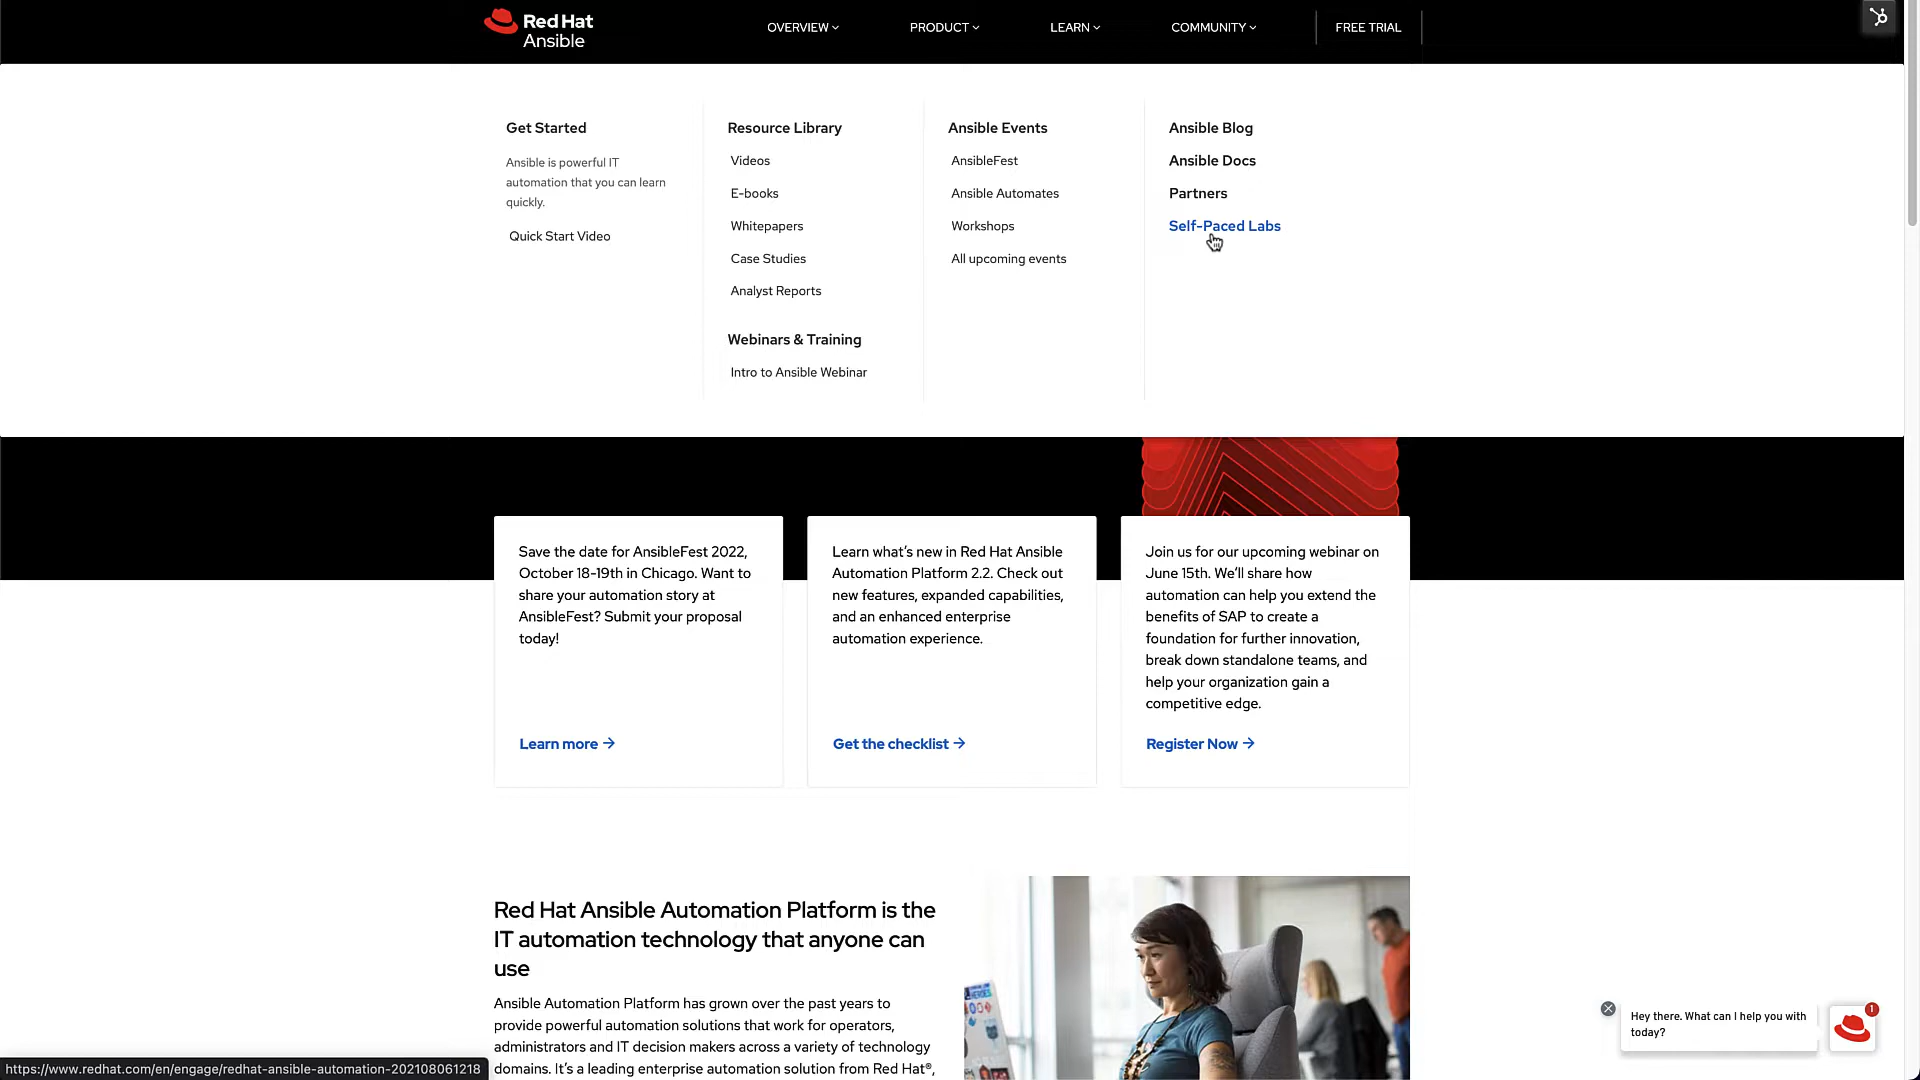 Red Hat
Ansible
OVERVIEW
PRODUCT
LEARN
COMMUNITY
FREE TRIAL
Get Started
Ansible is powerful IT
automation that you can learn
quickly.
Quick Start Video
Resource Library
Videos
E-books
Whitepapers
Case Studies
Analyst Reports
Webinars & Training
Intro to Ansible Webinar
Ansible Events
AnsibleFest
Ansible Automates
Workshops
All upcoming events
Ansible Blog
Ansible Docs
Partners
Self-Paced Labs
Save the date for AnsibleFest 2022,
October 18-19th in Chicago. Want to
share your automation story at
AnsibleFest? Submit your proposal
today!
Learn more →
Learn what’s new in Red Hat Ansible
Automation Platform 2.2. Check out
new features, expanded capabilities,
and an enhanced enterprise
automation experience.
Get the checklist →
Join us for our upcoming webinar on
June 15th. We’ll share how
automation can help you extend the
benefits of SAP to create a
foundation for further innovation,
break down standalone teams, and
help your organization gain a
competitive edge.
Register Now →
Red Hat Ansible Automation Platform is the
IT automation technology that anyone can
use
Ansible Automation Platform has grown over the past years to
provide powerful automation solutions that work for operators,
administrators and IT decision makers across a variety of technology
domains. It’s a leading enterprise automation solution from Red Hat®,
Hey there. What can I help you with
today?
1
https://www.redhat.com/en/engage/redhat-ansible-automation-202108061218